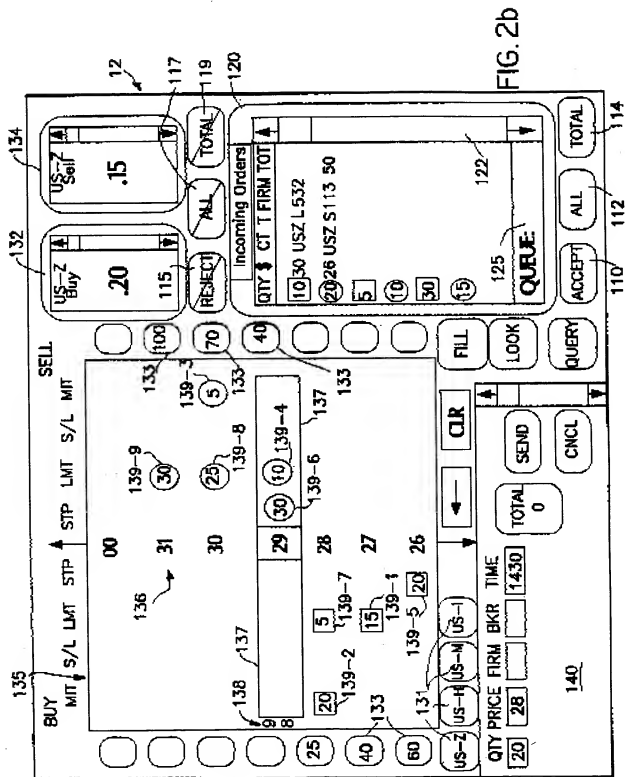 135
BUY
MIT S/L LMT STP
136
STP LMT S/L MIT
SELL
132
134
12
US-Z
Buy
.20
US-Z
Sell
.15
00
31
30 139-9
100
133
139-3
30
25
139-8
5
70
133
115
REJECT
ALL
TOTAL
117
119
120
138
9
8
137
29
30
10
137
40
133
139-6
139-4
Incoming Orders
QTY $ CT T FIRM TOT
10 30 USZ L 532
20 26 USZ S 113 50
5
10
30
15
122
25
20
139-2
28
5
139-7
40
133
27
15
139-1
60
26
20
139-5
125
QUEUE:
US-Z
US-H
US-M
US-I
131
←
CLR
FILL
LOOK
QUERY
ACCEPT
ALL
TOTAL
110
112
114
QTY PRICE FIRM BKR TIME
20 28 1430
TOTAL
0
SEND
CNCL
140
FIG. 2b